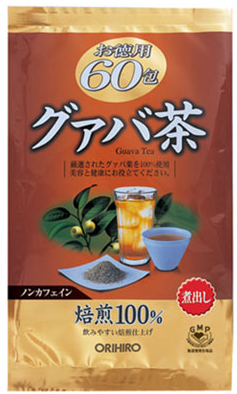 お徳用
60包
グァバ茶
Guava Tea
厳選されたグァバ葉を100%使用
美容と健康にお役立てください。
ノンカフェイン
煮出し
焙煎100%
飲みやすい焙煎仕上げ
GMP
ORIHIRO